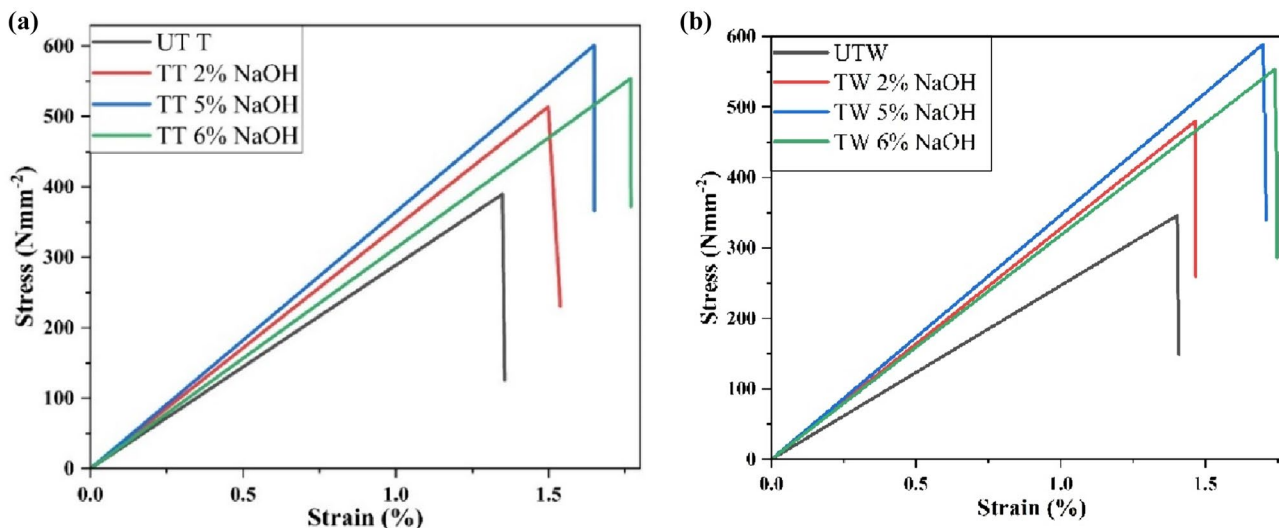 (a)
UT T
TT 2% NaOH
TT 5% NaOH
TT 6% NaOH
Stress (Nmm⁻²)
600
500
400
300
200
100
0
0.0 0.5 1.0 1.5
Strain (%)
(b)
UTW
TW 2% NaOH
TW 5% NaOH
TW 6% NaOH
Stress (Nmm⁻²)
600
500
400
300
200
100
0
0.0 0.5 1.0 1.5
Strain (%)